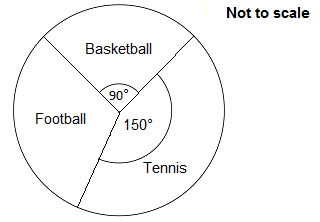 Not to scale
Basketball
90°
Football
150°
Tennis